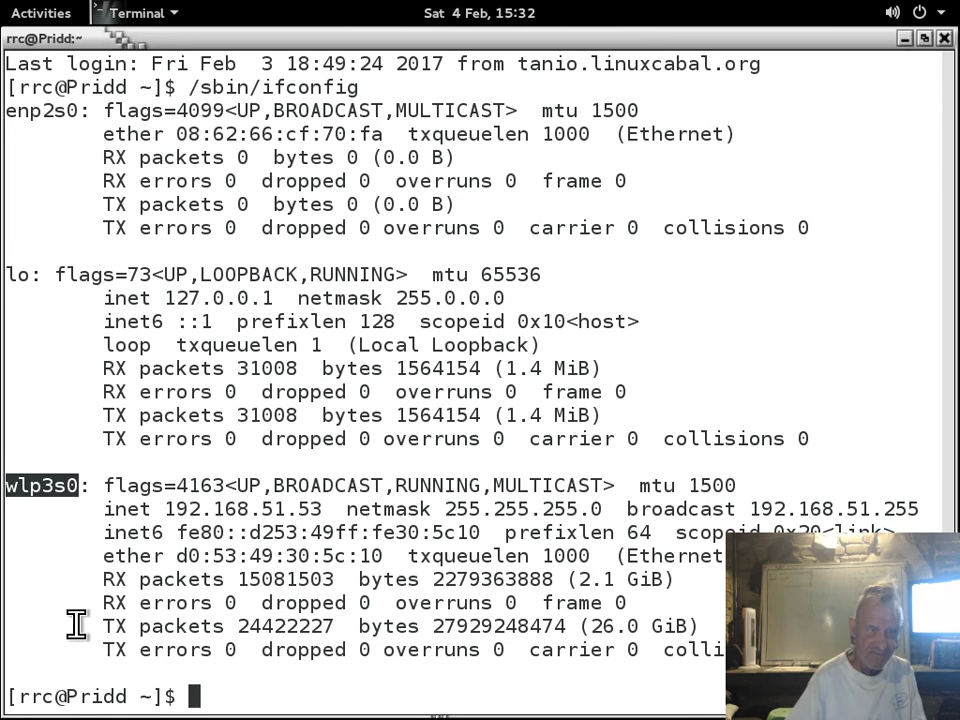 Activities Terminal Sat 4 Feb, 15:32
rrc@Pridd:~
Last login: Fri Feb  3 18:49:24 2017 from tanio.linuxcabal.org
[rrc@Pridd ~]$ /sbin/ifconfig
enp2s0: flags=4099<UP,BROADCAST,MULTICAST>  mtu 1500
        ether 08:62:66:cf:70:fa  txqueuelen 1000  (Ethernet)
        RX packets 0  bytes 0 (0.0 B)
        RX errors 0  dropped 0  overruns 0  frame 0
        TX packets 0  bytes 0 (0.0 B)
        TX errors 0  dropped 0 overruns 0  carrier 0  collisions 0
lo: flags=73<UP,LOOPBACK,RUNNING>  mtu 65536
        inet 127.0.0.1  netmask 255.0.0.0
        inet6 ::1  prefixlen 128  scopeid 0x10<host>
        loop  txqueuelen 1  (Local Loopback)
        RX packets 31008  bytes 1564154 (1.4 MiB)
        RX errors 0  dropped 0  overruns 0  frame 0
        TX packets 31008  bytes 1564154 (1.4 MiB)
        TX errors 0  dropped 0 overruns 0  carrier 0  collisions 0
wlp3s0: flags=4163<UP,BROADCAST,RUNNING,MULTICAST>  mtu 1500
        inet 192.168.51.53  netmask 255.255.255.0  broadcast 192.168.51.255
        inet6 fe80::d253:49ff:fe30:5c10  prefixlen 64  scopeid 0x20<link>
        ether d0:53:49:30:5c:10  txqueuelen 1000  (Ethernet
        RX packets 15081503  bytes 2279363888 (2.1 GiB)
        RX errors 0  dropped 0  overruns 0  frame 0
        TX packets 24422227  bytes 27929248474 (26.0 GiB)
        TX errors 0  dropped 0 overruns 0  carrier 0  colli
[rrc@Pridd ~]$